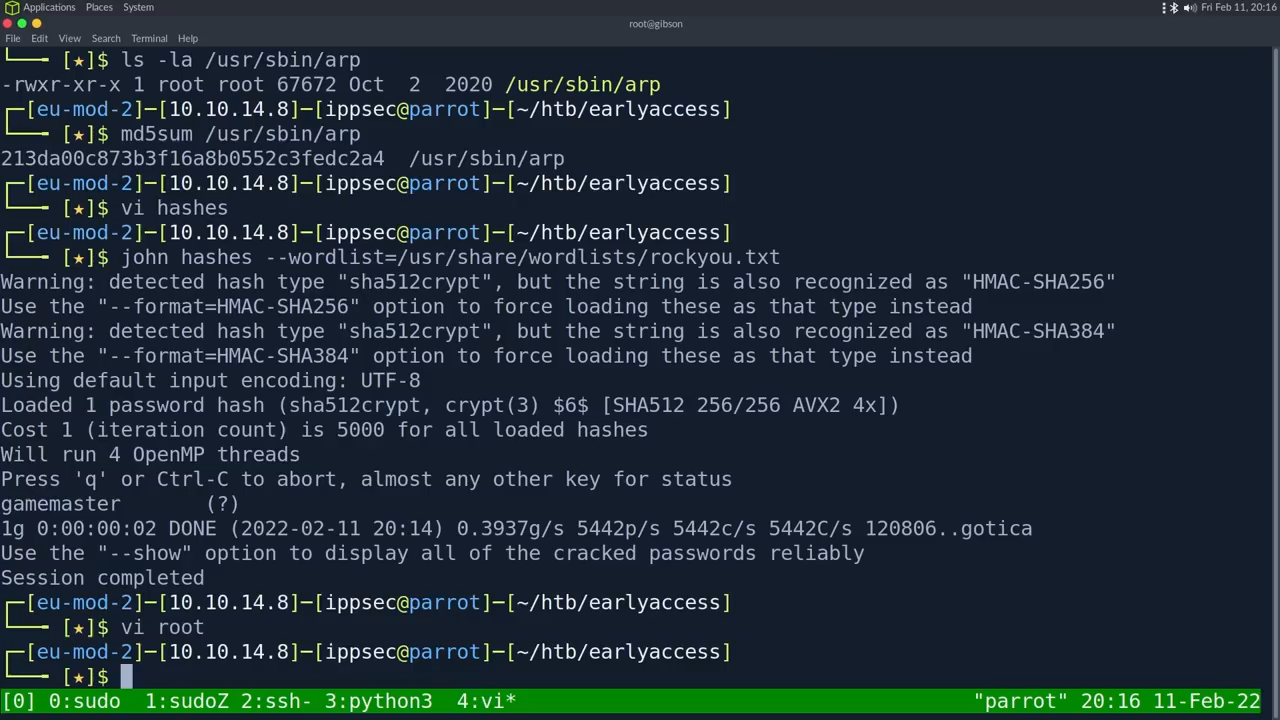 Applications Places System
Fri Feb 11, 20:16
root@gibson
File Edit View Search Terminal Help
└── [★]$ ls -la /usr/sbin/arp
-rwxr-xr-x 1 root root 67672 Oct  2  2020 /usr/sbin/arp
┌─[eu-mod-2]─[10.10.14.8]─[ippsec@parrot]─[~/htb/earlyaccess]
└── [★]$ md5sum /usr/sbin/arp
213da00c873b3f16a8b0552c3fedc2a4  /usr/sbin/arp
┌─[eu-mod-2]─[10.10.14.8]─[ippsec@parrot]─[~/htb/earlyaccess]
└── [★]$ vi hashes
┌─[eu-mod-2]─[10.10.14.8]─[ippsec@parrot]─[~/htb/earlyaccess]
└── [★]$ john hashes --wordlist=/usr/share/wordlists/rockyou.txt
Warning: detected hash type "sha512crypt", but the string is also recognized as "HMAC-SHA256"
Use the "--format=HMAC-SHA256" option to force loading these as that type instead
Warning: detected hash type "sha512crypt", but the string is also recognized as "HMAC-SHA384"
Use the "--format=HMAC-SHA384" option to force loading these as that type instead
Using default input encoding: UTF-8
Loaded 1 password hash (sha512crypt, crypt(3) $6$ [SHA512 256/256 AVX2 4x])
Cost 1 (iteration count) is 5000 for all loaded hashes
Will run 4 OpenMP threads
Press 'q' or Ctrl-C to abort, almost any other key for status
gamemaster       (?)
1g 0:00:00:02 DONE (2022-02-11 20:14) 0.3937g/s 5442p/s 5442c/s 5442C/s 120806..gotica
Use the "--show" option to display all of the cracked passwords reliably
Session completed
┌─[eu-mod-2]─[10.10.14.8]─[ippsec@parrot]─[~/htb/earlyaccess]
└── [★]$ vi root
┌─[eu-mod-2]─[10.10.14.8]─[ippsec@parrot]─[~/htb/earlyaccess]
└── [★]$
[0] 0:sudo  1:sudoZ 2:ssh- 3:python3  4:vi* "parrot" 20:16 11-Feb-22